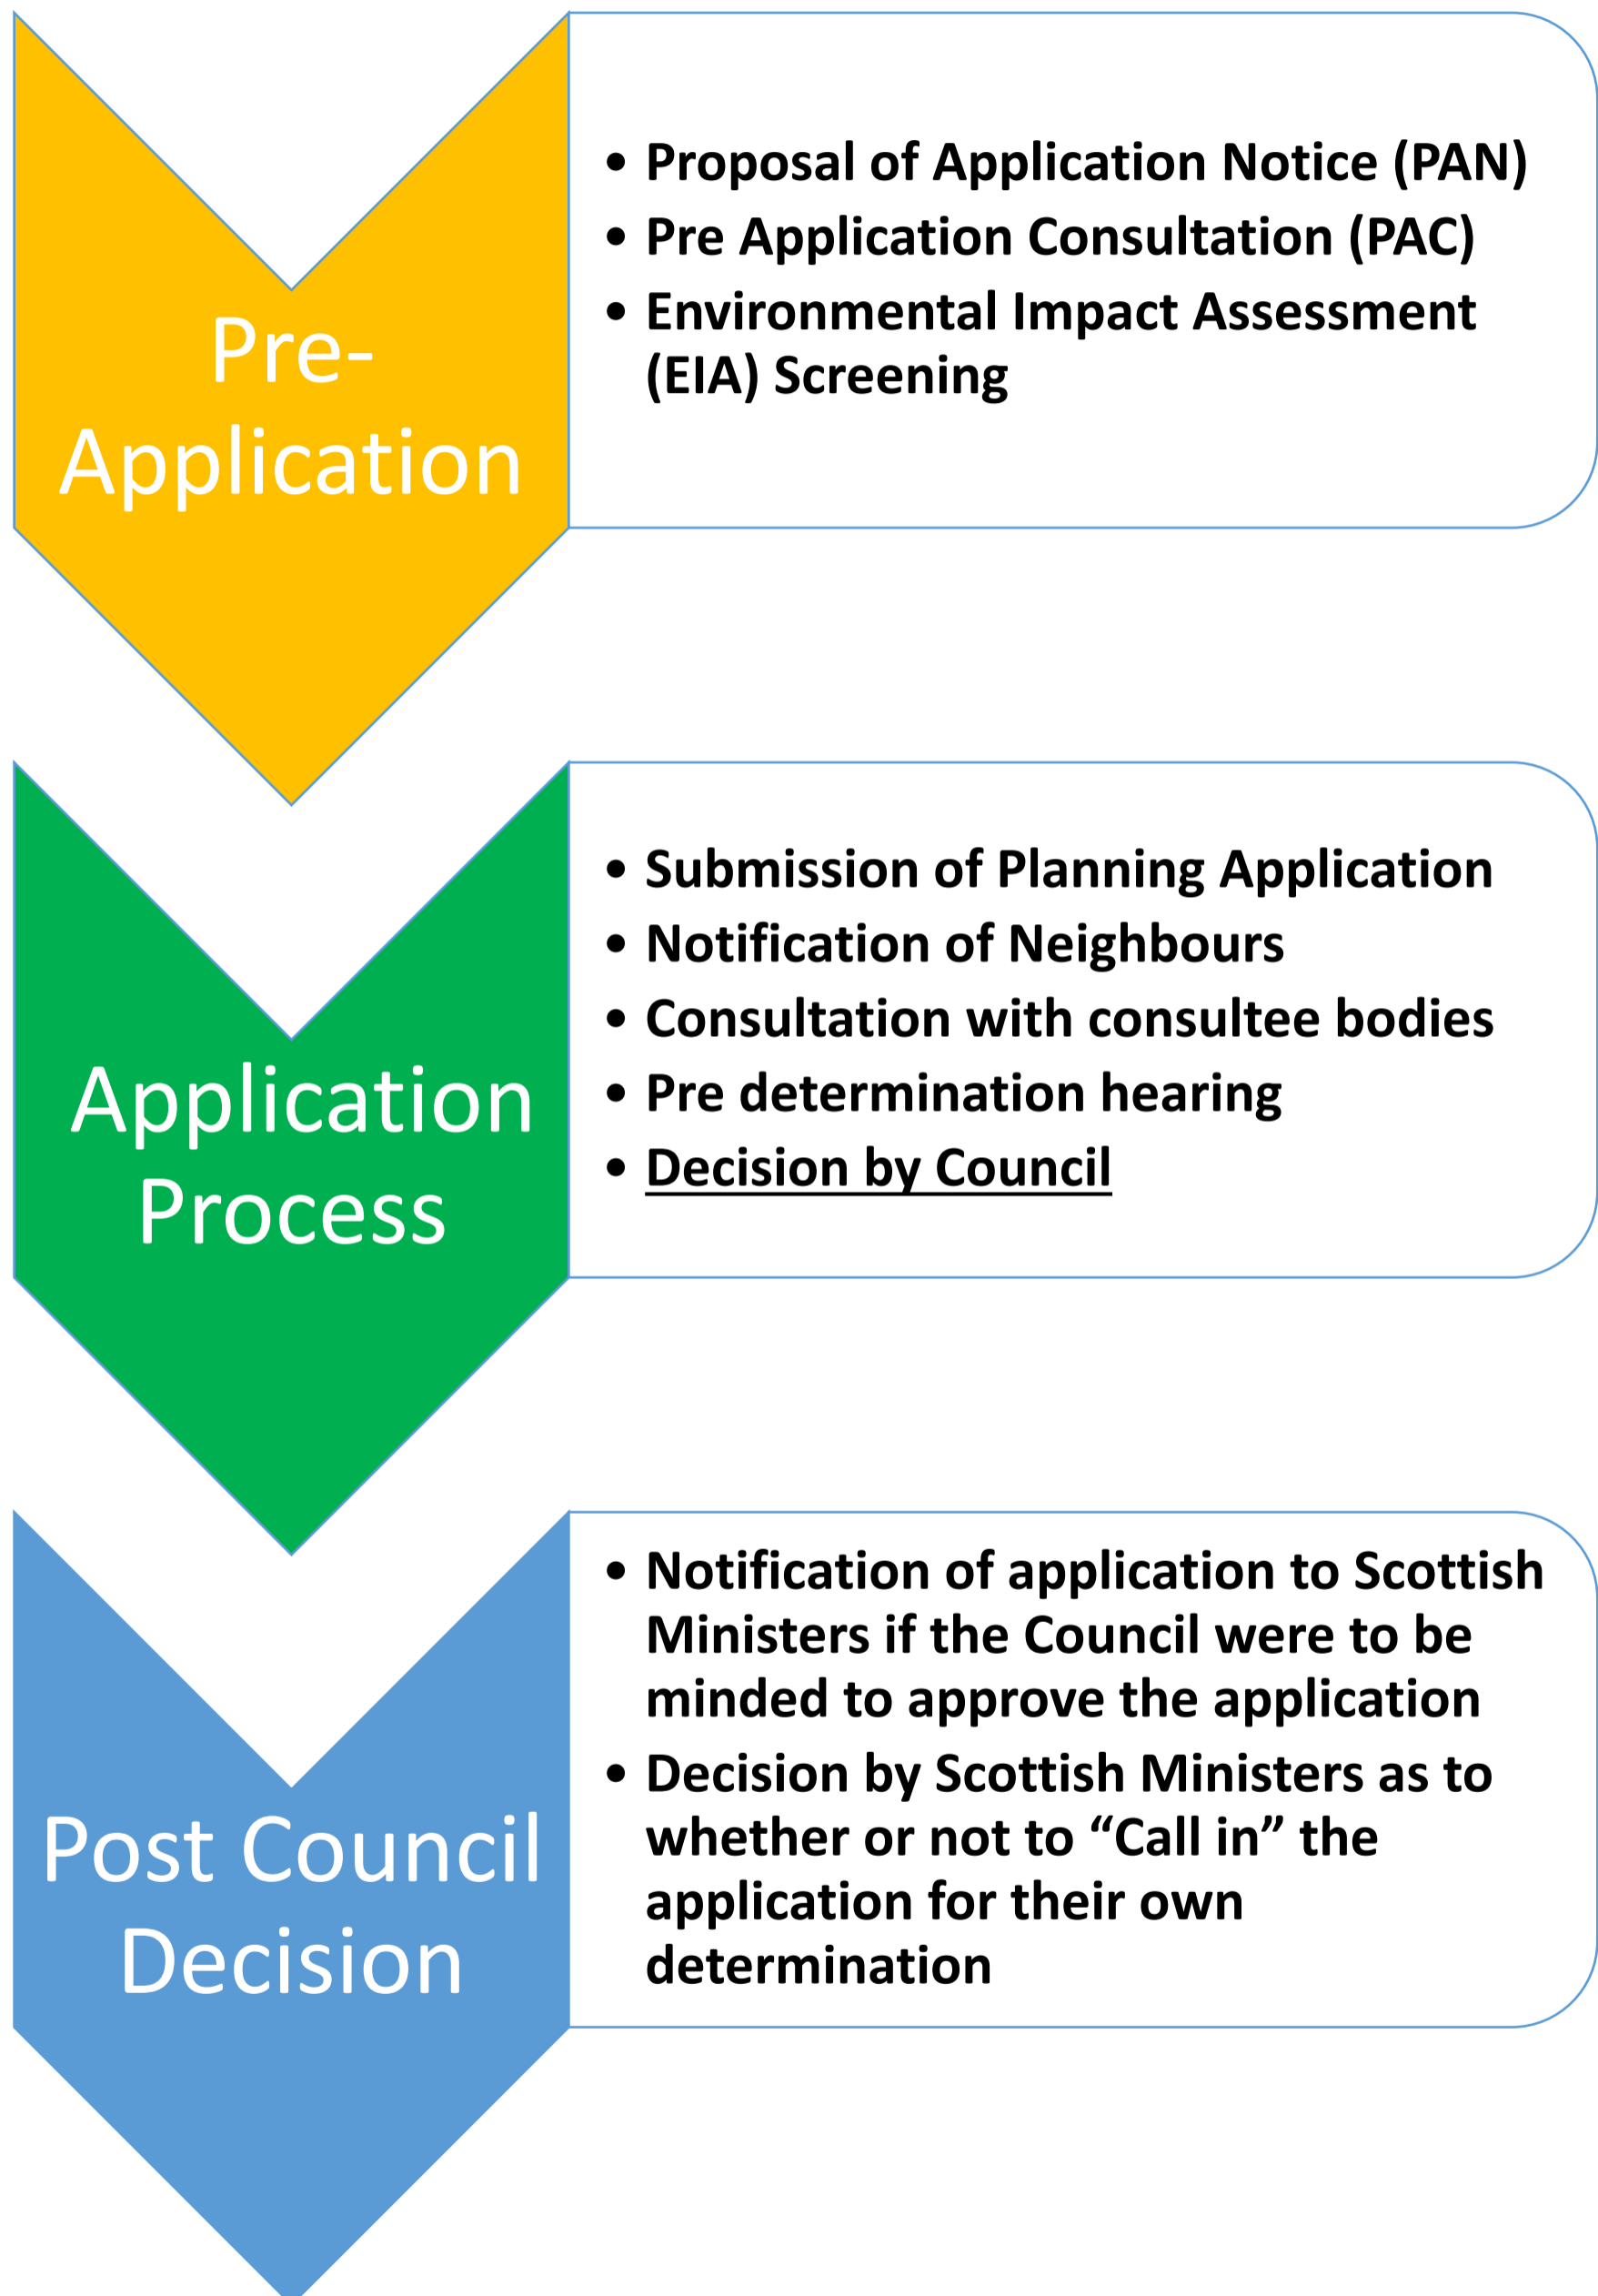 Pre-
Application
• Proposal of Application Notice (PAN)
• Pre Application Consultation (PAC)
• Environmental Impact Assessment
(EIA) Screening
Application
Process
• Submission of Planning Application
• Notification of Neighbours
• Consultation with consultee bodies
• Pre determination hearing
• Decision by Council
Post Council
Decision
• Notification of application to Scottish
Ministers if the Council were to be
minded to approve the application
• Decision by Scottish Ministers as to
whether or not to “Call in” the
application for their own
determination